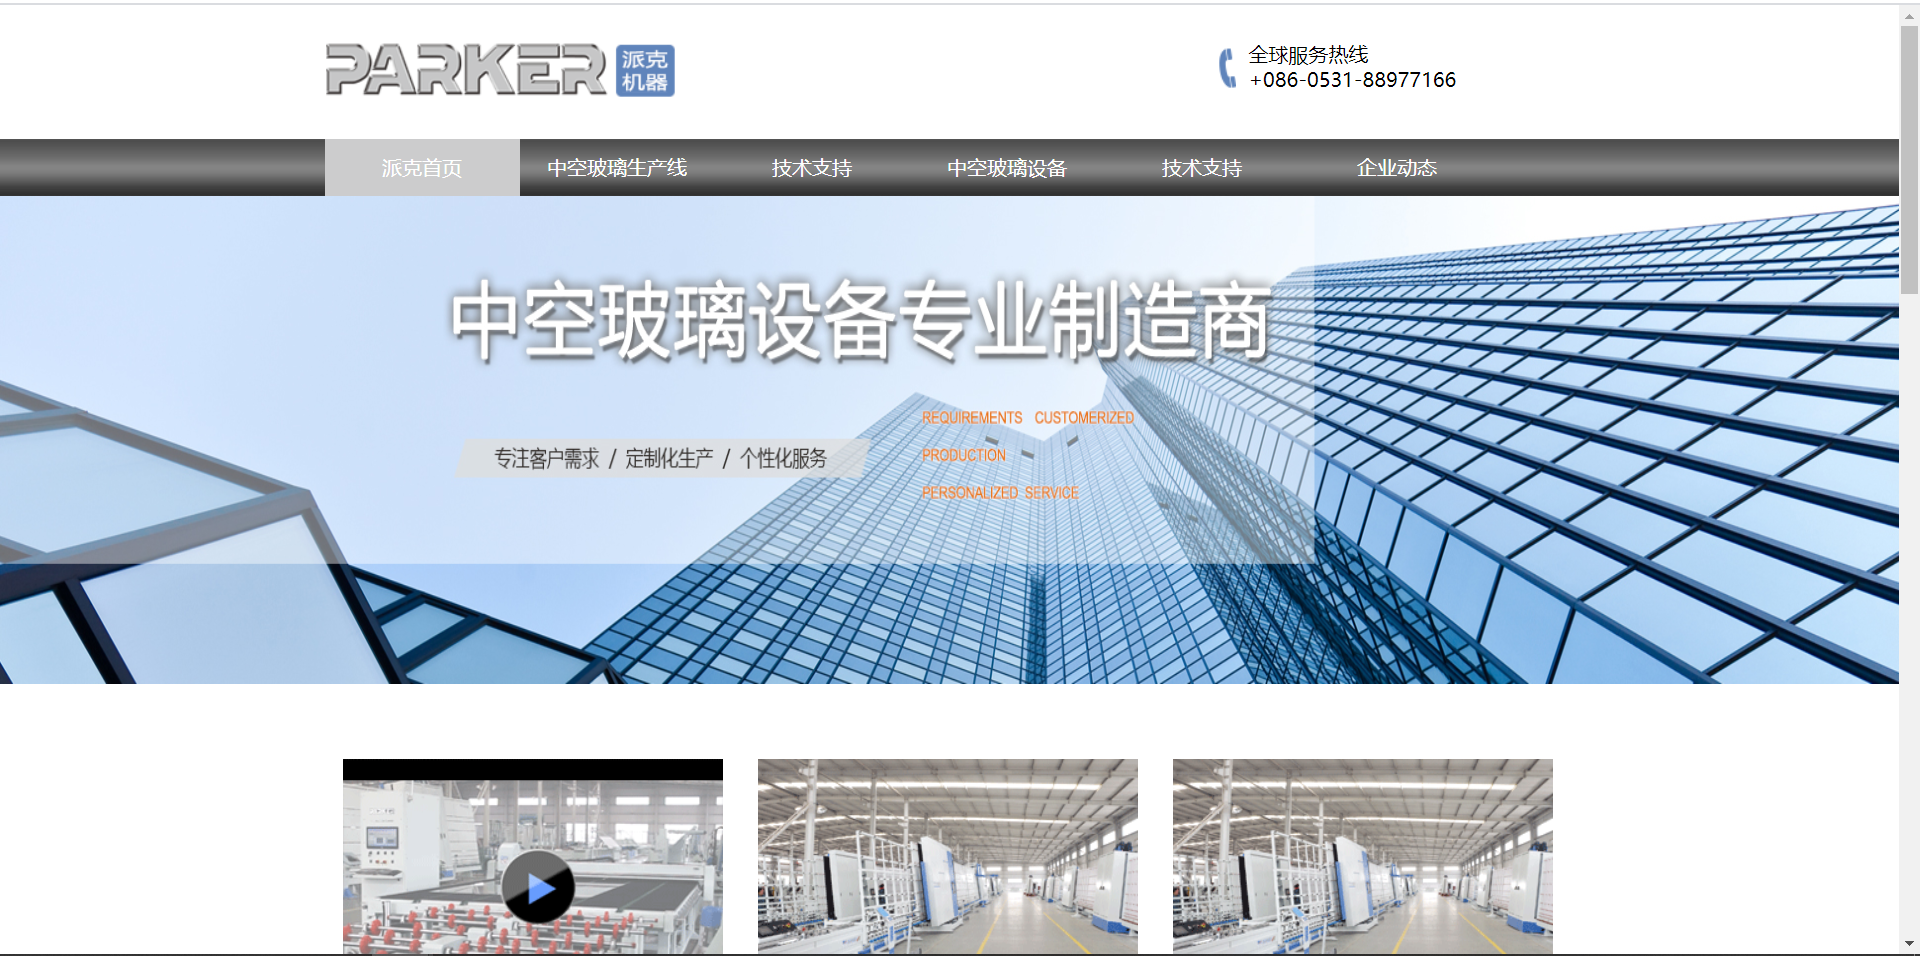 PARKER 派克
机器
全球服务热线
+086-0531-88977166
派克首页 中空玻璃生产线 技术支持 中空玻璃设备 技术支持 企业动态
中空玻璃设备专业制造商
专注客户需求 / 定制化生产 / 个性化服务
REQUIREMENTS CUSTOMERIZED
PRODUCTION
PERSONALIZED SERVICE